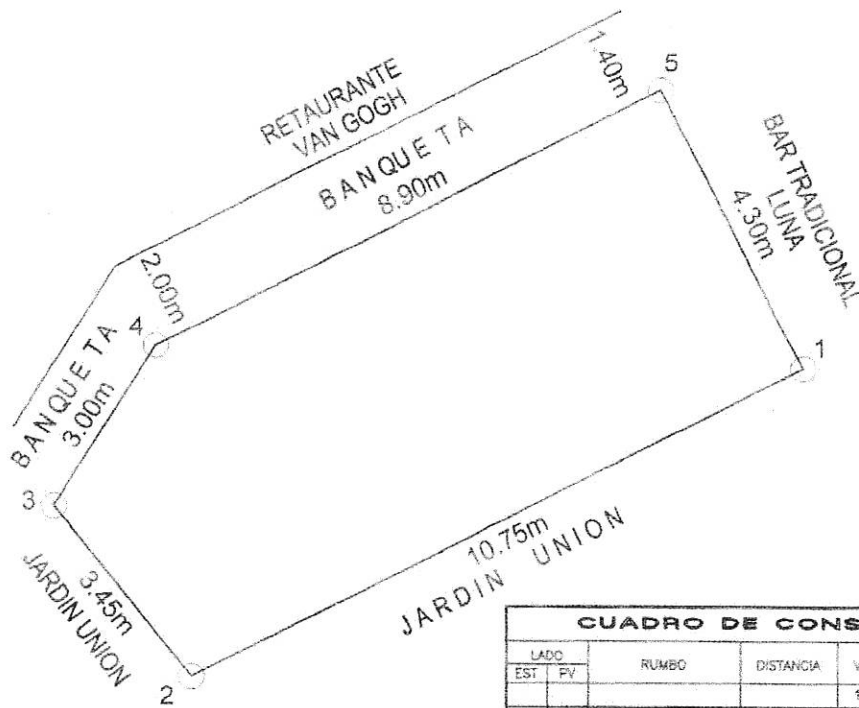 RETAURANTE
VAN GOGH
1.40m
5
BANQUETA
8.90m
BAR TRADICIONAL
LUNA
4.30m
2.00m
4
BANQUETA
3.00m
1
3
JARDIN UNION
3.45m
10.75m
JARDIN UNION
2
CUADRO DE CONS
LADO
EST PV
RUMBO
DISTANCIA
V
1